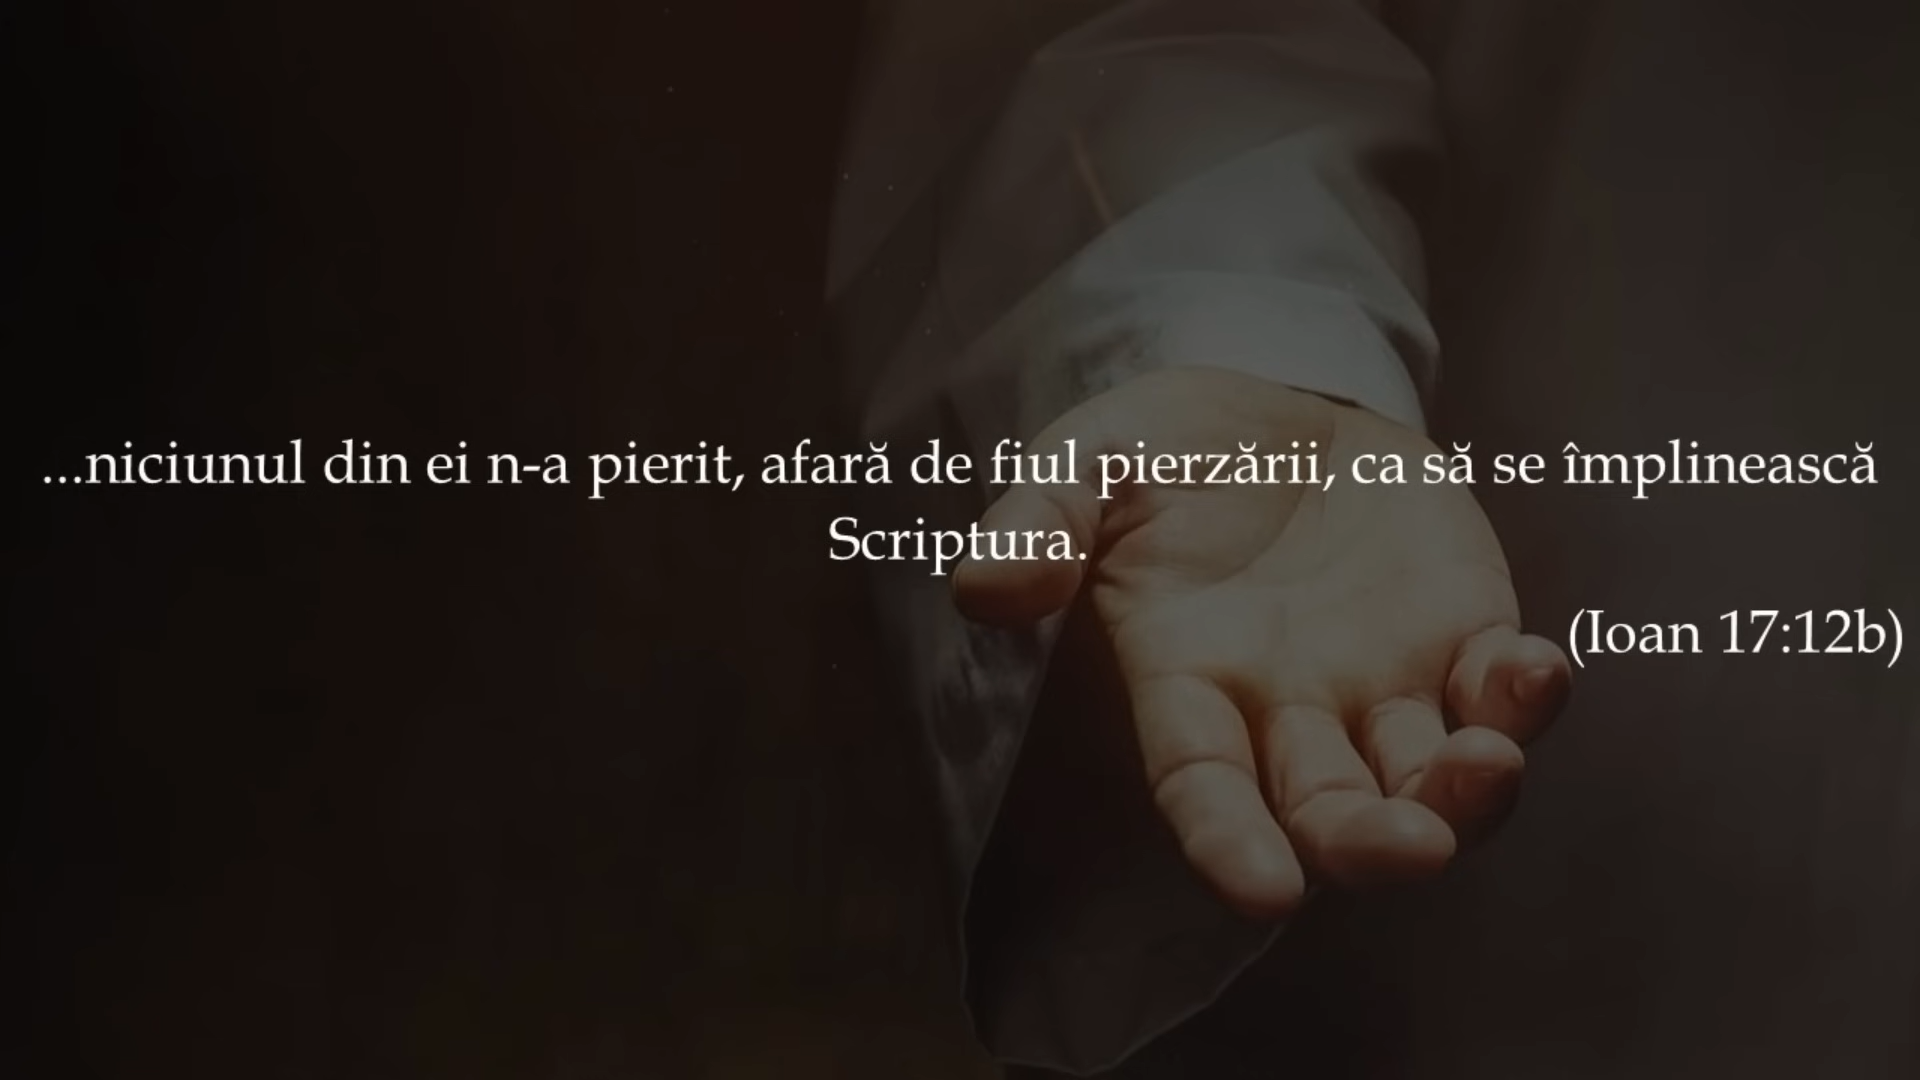 ...niciunul din ei n-a pierit, afară de fiul pierzării, ca să se împlinească
Scriptura.
(Ioan 17:12b)